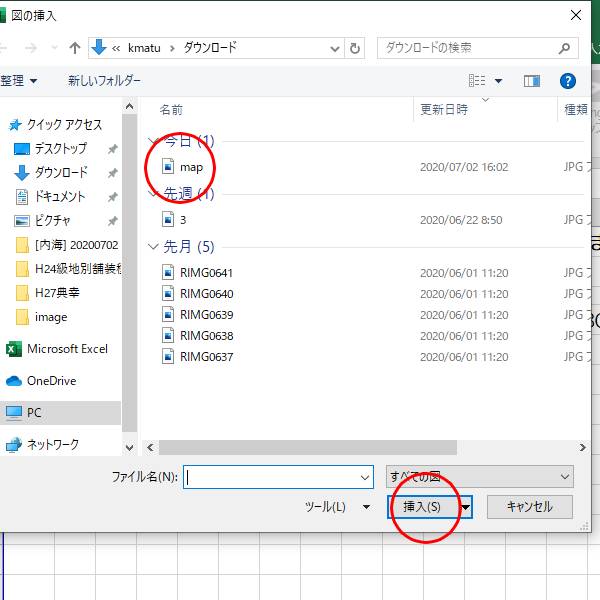 図の挿入
« kmatu › ダウンロード
ダウンロードの検索
整理 新しいフォルダー
名前 更新日時 種類
クイック アクセス
デスクトップ
ダウンロード
ドキュメント
ピクチャ
[内海] 20200702
H24級地別舗装種
H27典幸
image
Microsoft Excel
OneDrive
PC
ネットワーク
今日 (1)
map 2020/07/02 16:02 JPG
先週 (1)
3 2020/06/22 8:50 JPG
先月 (5)
RIMG0641 2020/06/01 11:20 JPG
RIMG0640 2020/06/01 11:20 JPG
RIMG0639 2020/06/01 11:20 JPG
RIMG0638 2020/06/01 11:20 JPG
RIMG0637 2020/06/01 11:20 JPG
ファイル名(N): すべての図
ツール(L) 挿入(S) キャンセル